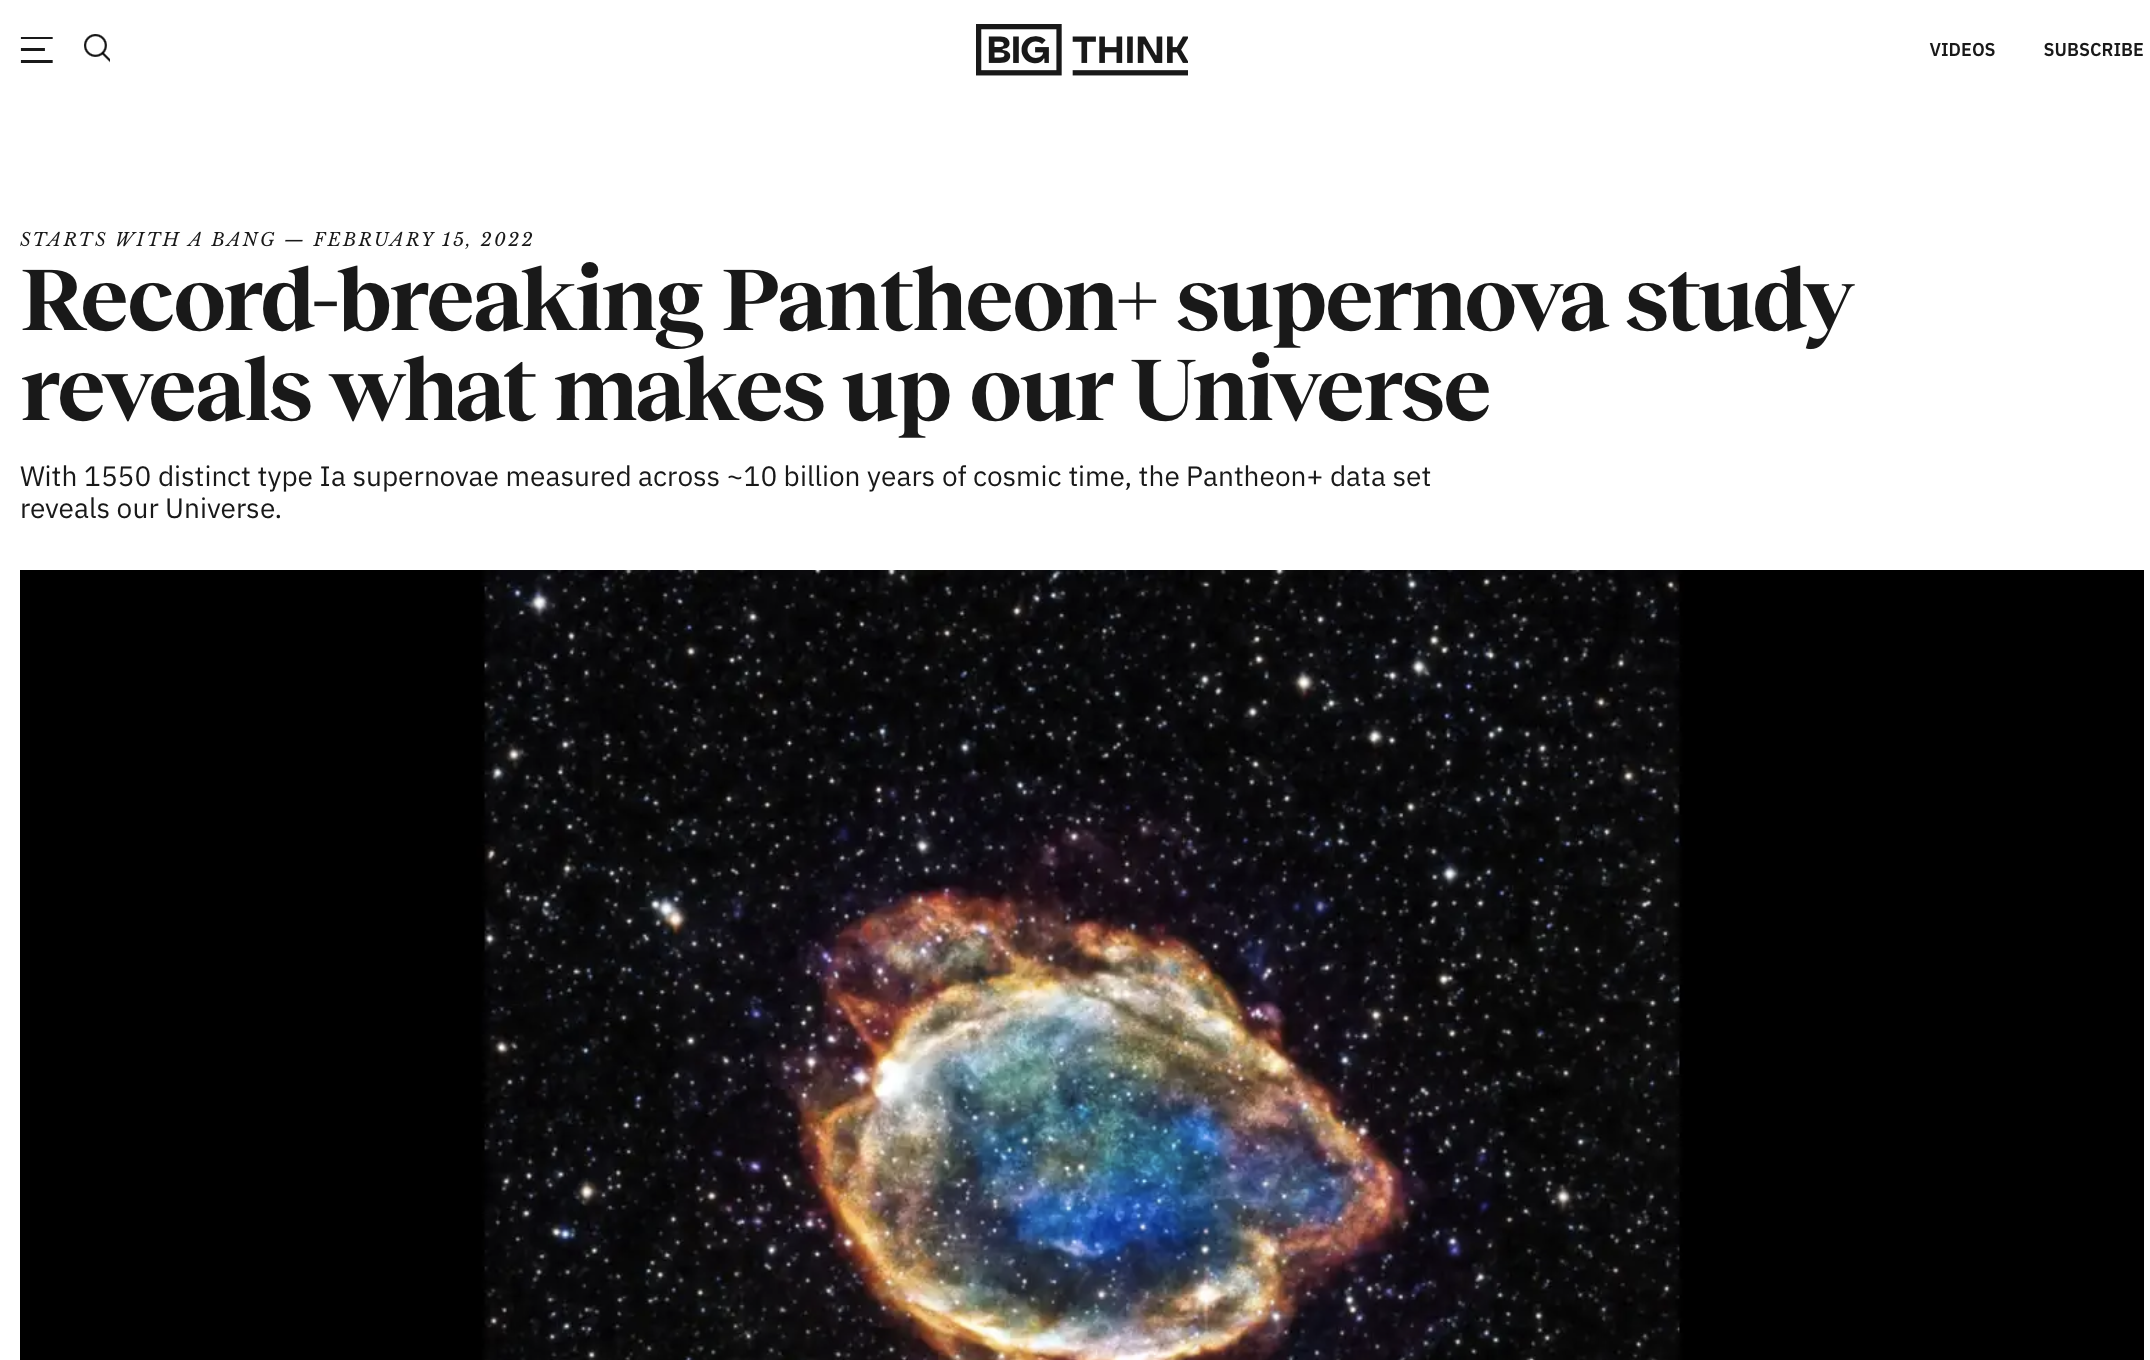 BIG THINK
VIDEOS
SUBSCRIBE
STARTS WITH A BANG — FEBRUARY 15, 2022
Record-breaking Pantheon+ supernova study
reveals what makes up our Universe
With 1550 distinct type Ia supernovae measured across ~10 billion years of cosmic time, the Pantheon+ data set
reveals our Universe.